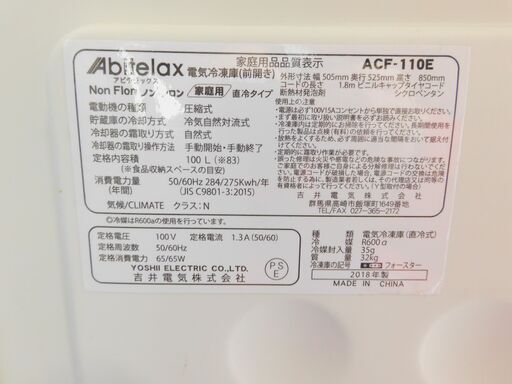 家庭用品品質表示
ACF-110E
Abitelax
アビテラックス
電気冷凍庫(前開き)
Non Flon ノンフロン
家庭用
直冷タイプ
電動機の種類 圧縮式
貯蔵庫の冷却方式 冷気自然対流式
冷却器の霜取り方式 自然式
冷却器の霜取り操作方式 手動開始・手動終了
定格内容積 100 L (※83)
(※食品収納スペースの目安)
消費電力量 50/60Hz 284/275Kwh/年
(年間) (JIS C9801-3:2015)
気候/CLIMATE クラス:N
◎冷媒はR600aの使用を行っています。
外形寸法 幅 505mm 奥行 525mm 高さ 850mm
コードの長さ 1.8m ビニルキャップタイヤコード
断熱材発泡剤 シクロペンタン
使用上の注意
吉井電気株式会社
群馬県高崎市飯塚町1649番地
TEL/FAX 027-365-2172
定格電圧 100V 定格電流 1.3A (50/60)
定格周波数 50/60Hz
定格消費電力 65/65W
YOSHII ELECTRIC CO.,LTD.
吉井電気株式会社
PS
E
種類 電気冷凍庫(直冷式)
冷媒 R600a
冷媒封入量 35g
質量 32kg
冷凍庫の記号 フォースター
2018年製
MADE IN CHINA